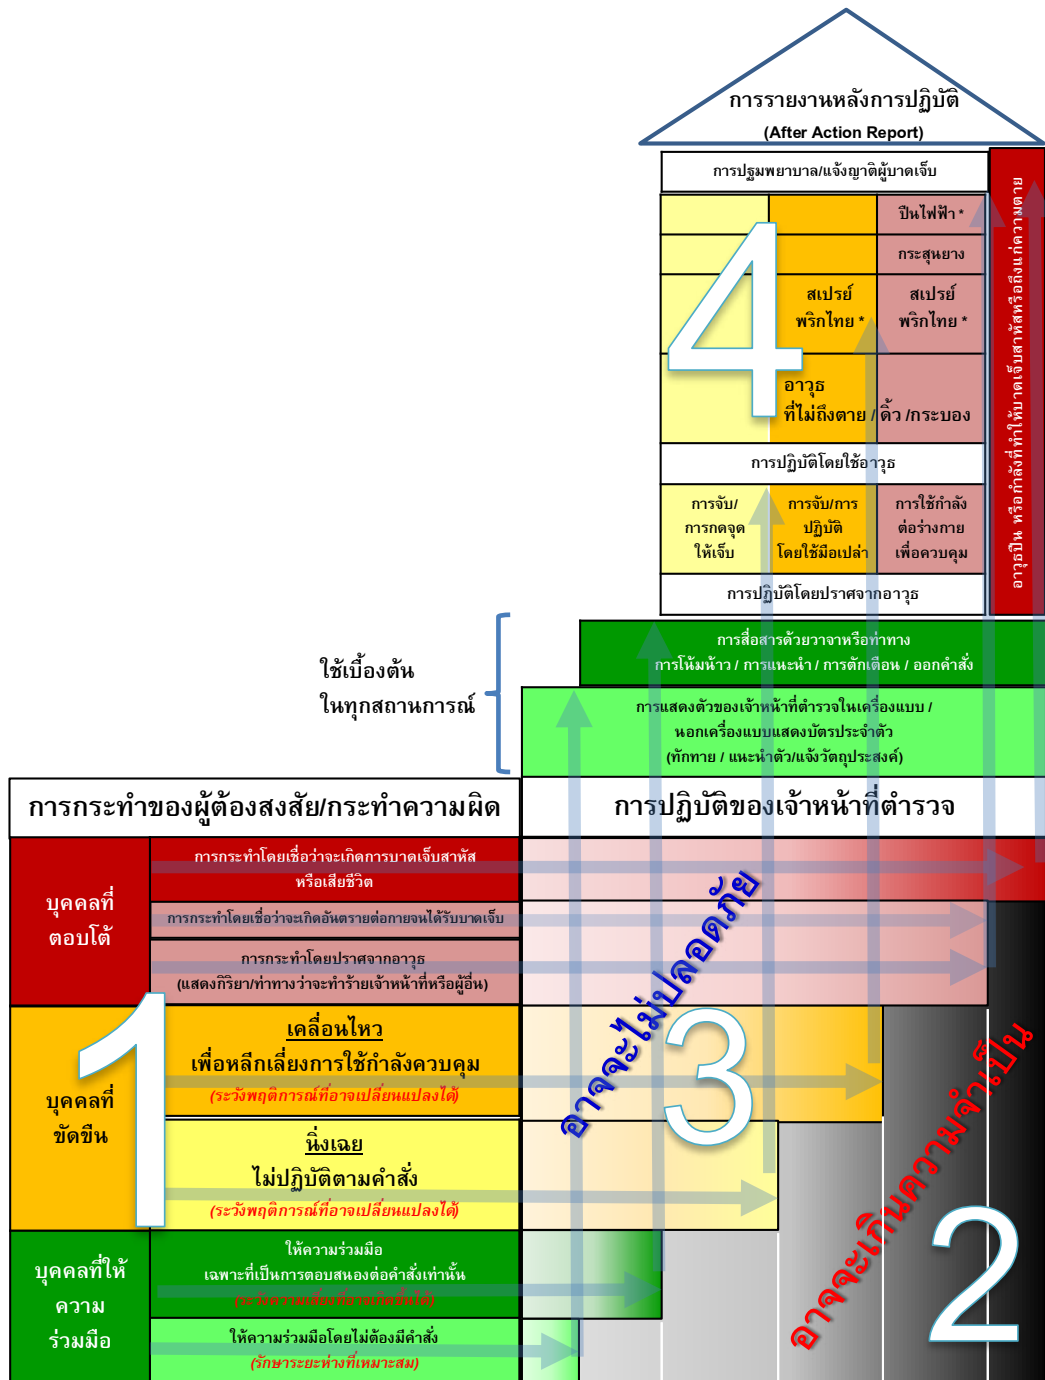 การรายงานหลังการปฏิบัติ
(After Action Report)
การปฐมพยาบาล/แจ้งญาติผู้บาดเจ็บ
ปืนไฟฟ้า *
กระสุนยาง
สเปรย์
พริกไทย *
สเปรย์
พริกไทย *
4
อาวุธ
ที่ไม่ถึงตาย / ดิ้ว /กระบอง
การปฏิบัติโดยใช้อาวุธ
การจับ/
การกดจุด
ให้เจ็บ
การจับ/การ
ปฏิบัติ
โดยใช้มือเปล่า
การใช้กำลัง
ต่อร่างกาย
เพื่อควบคุม
การปฏิบัติโดยปราศจากอาวุธ
อาวุธปืน หรือกำลังที่ทำให้บาดเจ็บสาหัสหรือถึงแก่ความตาย
ใช้เบื้องต้น
ในทุกสถานการณ์
การสื่อสารด้วยวาจาหรือท่าทาง
การโน้มน้าว / การแนะนำ / การตักเตือน / ออกคำสั่ง
การแสดงตัวของเจ้าหน้าที่ตำรวจในเครื่องแบบ /
นอกเครื่องแบบแสดงบัตรประจำตัว
(ทักทาย / แนะนำตัว/แจ้งวัตถุประสงค์)
การกระทำของผู้ต้องสงสัย/กระทำความผิด
การปฏิบัติของเจ้าหน้าที่ตำรวจ
บุคคลที่
ตอบโต้
การกระทำโดยเชื่อว่าจะเกิดการบาดเจ็บสาหัส
หรือเสียชีวิต
การกระทำโดยเชื่อว่าจะเกิดอันตรายต่อกายจนได้รับบาดเจ็บ
การกระทำโดยปราศจากอาวุธ
(แสดงกิริยา/ท่าทางว่าจะทำร้ายเจ้าหน้าที่หรือผู้อื่น)
1
บุคคลที่
ขัดขืน
เคลื่อนไหว
เพื่อหลีกเลี่ยงการใช้กำลังควบคุม
(ระวังพฤติการณ์ที่อาจเปลี่ยนแปลงได้)
นิ่งเฉย
ไม่ปฏิบัติตามคำสั่ง
(ระวังพฤติการณ์ที่อาจเปลี่ยนแปลงได้)
อาจจะไม่ปลอดภัย
3
อาจจะเกินความจำเป็น
2
บุคคลที่ให้
ความ
ร่วมมือ
ให้ความร่วมมือ
เฉพาะที่เป็นการตอบสนองต่อคำสั่งเท่านั้น
(ระวังความเสี่ยงที่อาจเกิดขึ้นได้)
ให้ความร่วมมือโดยไม่ต้องมีคำสั่ง
(รักษาระยะห่างที่เหมาะสม)